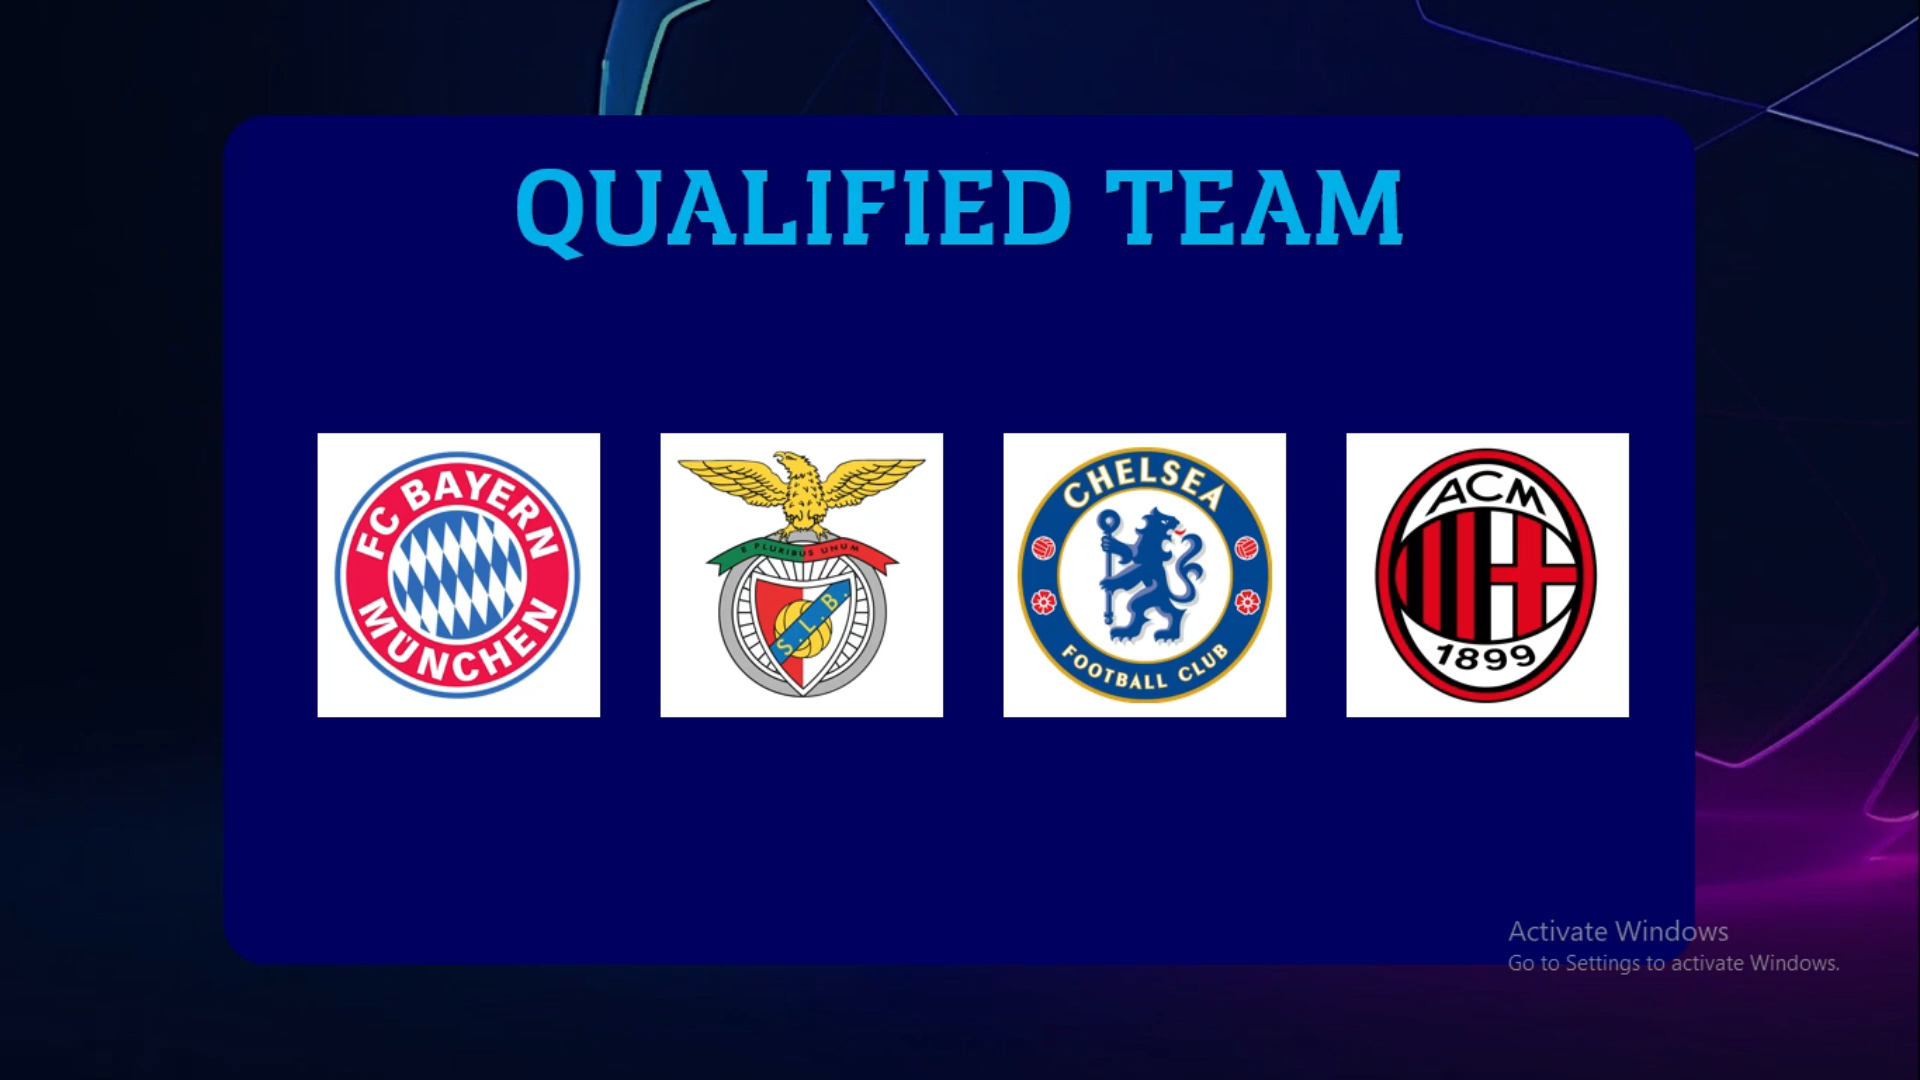 QUALIFIED TEAM
FC BAYERN
MÜNCHEN
E PLURIBUS UNUM
S. L. B.
CHELSEA
FOOTBALL CLUB
ACM
1899
Activate Windows
Go to Settings to activate Windows.